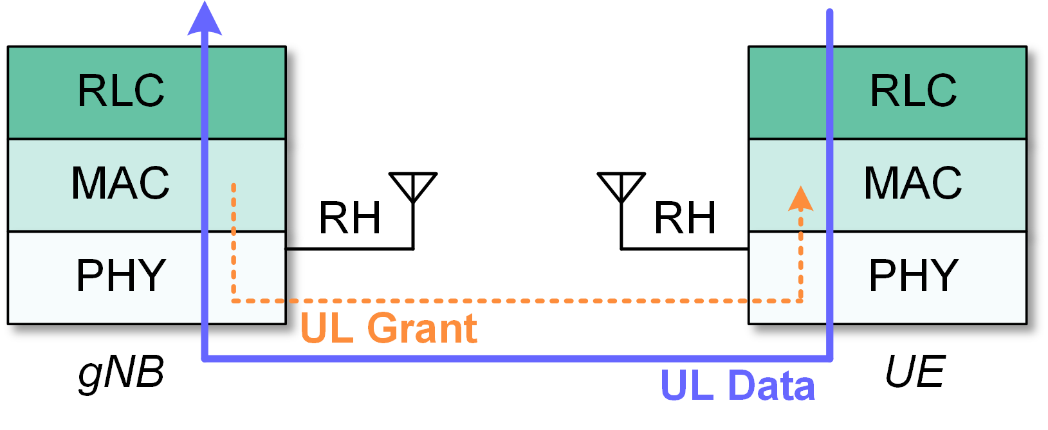 RLC
MAC
PHY
gNB
RH
RH
UL Grant
UL Data
RLC
MAC
PHY
UE